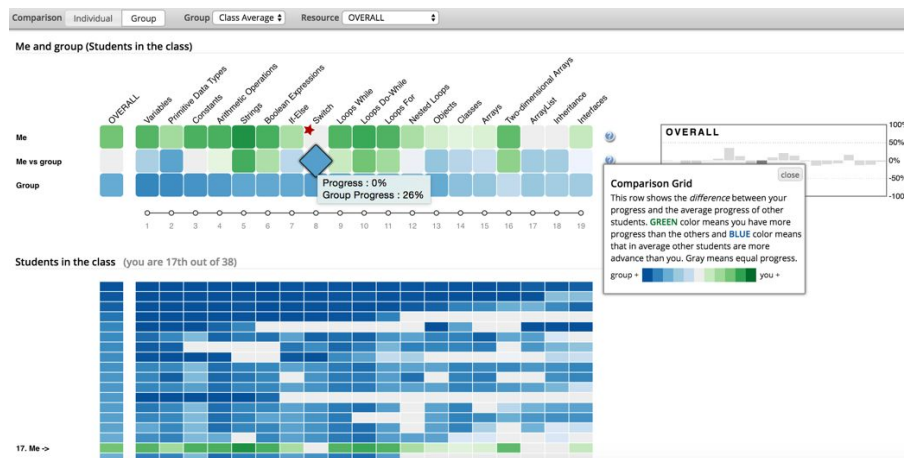 Comparison Individual Group Group Class Average Resource OVERALL
Me and group (Students in the class)
OVERALL
Variables
Primitive Data Types
Constants
Arithmetic Operations
Strings
Boolean Expressions
If-Else
Switch
Loops While
Loops Do-While
Loops For
Nested Loops
Objects
Classes
Arrays
Two-dimensional Arrays
ArrayList
Inheritance
Interfaces
Me
Me vs group
Group
Progress : 0%
Group Progress : 26%
1 2 3 4 5 6 7 8 9 10 11 12 13 14 15 16 17 18 19
OVERALL
100%
50%
0%
-50%
-100%
close
Comparison Grid
This row shows the difference between your
progress and the average progress of other
students. GREEN color means you have more
progress than the others and BLUE color means
that in average other students are more
advance than you. Gray means equal progress.
group + you +
Students in the class (you are 17th out of 38)
17. Me ->